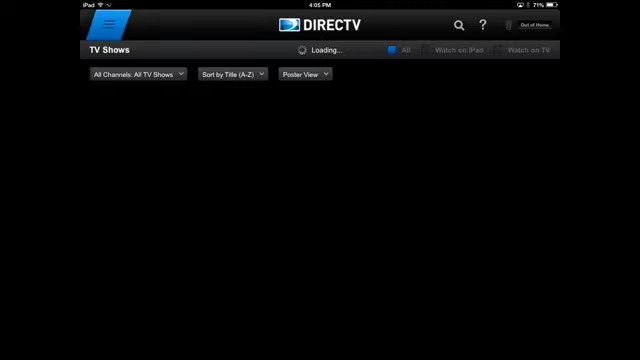 iPad 4:05 PM 71%
DIRECTV ? Out of Home
TV Shows Loading... All Watch on iPad Watch on TV
All Channels: All TV Shows Sort by Title (A-Z) Poster View